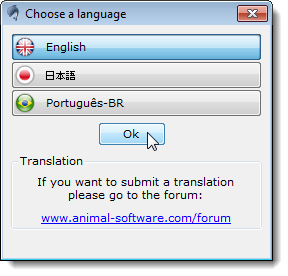 Choose a language
English
日本語
Português-BR
Ok
Translation
If you want to submit a translation
please go to the forum:
www.animal-software.com/forum